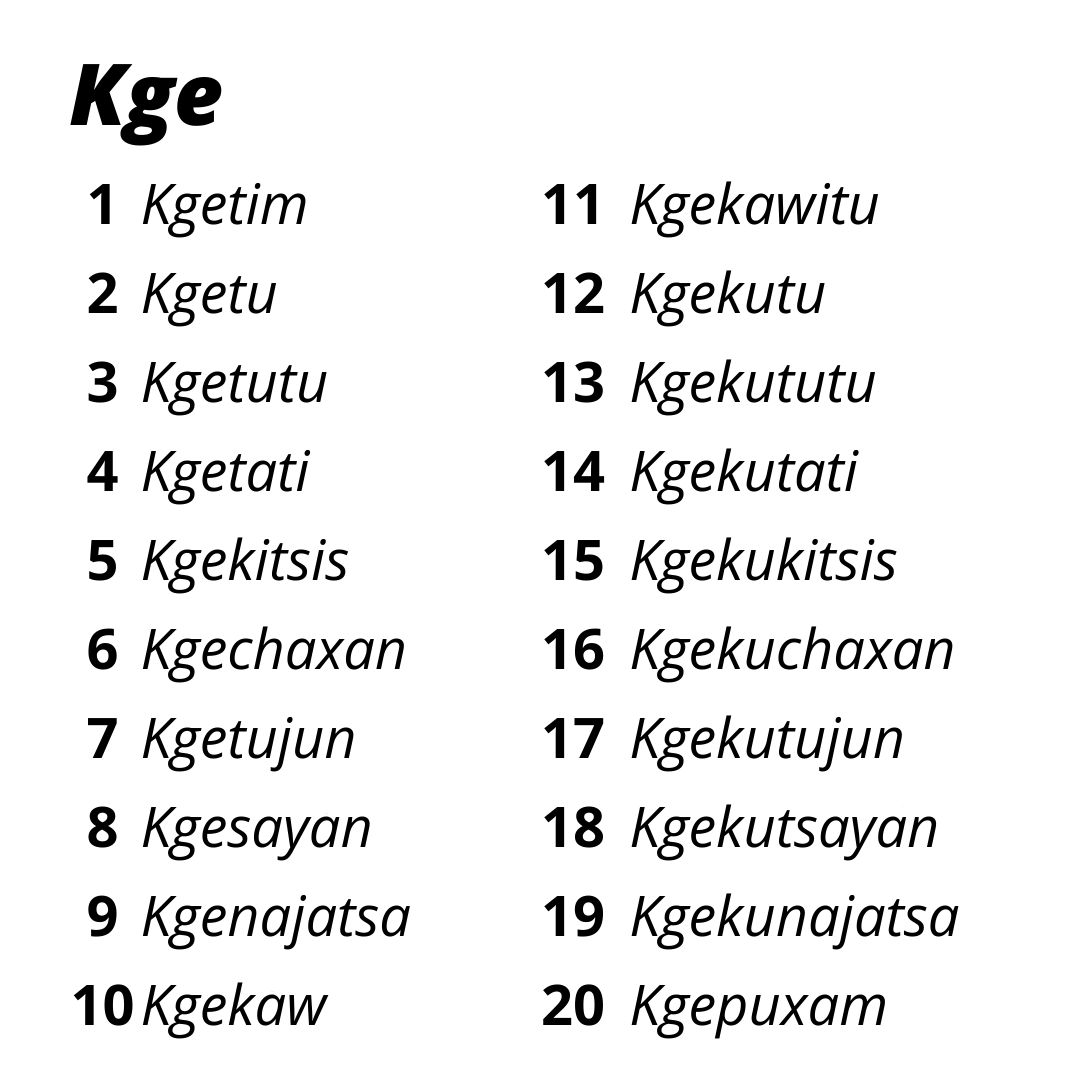 Kge
1 Kgetim
2 Kgetu
3 Kgetutu
4 Kgetati
5 Kgekitsis
6 Kgechaxan
7 Kgetujun
8 Kgesayan
9 Kgenajatsa
10 Kgekaw
11 Kgekawitu
12 Kgekutu
13 Kgekututu
14 Kgekutati
15 Kgekukitsis
16 Kgekuchaxan
17 Kgekutujun
18 Kgekutsayan
19 Kgekunajatsa
20 Kgepuxam